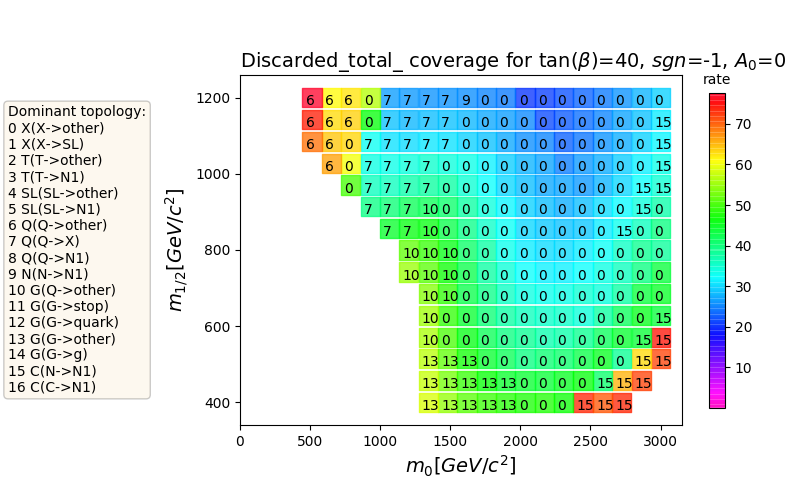 Discarded_total_ coverage for tan(β)=40, sgn=-1, A₀=0
rate
Dominant topology:
0 X(X->other)
1 X(X->SL)
2 T(T->other)
3 T(T->N1)
4 SL(SL->other)
5 SL(SL->N1)
6 Q(Q->other)
7 Q(Q->X)
8 Q(Q->N1)
9 N(N->N1)
10 G(Q->other)
11 G(G->stop)
12 G(G->quark)
13 G(G->other)
14 G(G->g)
15 C(N->N1)
16 C(C->N1)
m₁/₂[GeV/c²]
1200
1000
800
600
400
6 6 6 0 7 7 7 7 9 0 0 0 0 0 0 0 0 0 0
6 6 6 0 7 7 7 7 0 0 0 0 0 0 0 0 0 0 15
6 6 0 7 7 7 7 0 0 0 0 0 0 0 0 0 0 0 15
6 0 7 7 7 7 0 0 0 0 0 0 0 0 0 0 0 15
0 7 7 7 7 0 0 0 0 0 0 0 0 0 0 15 15
7 7 7 10 0 0 0 0 0 0 0 0 0 0 15 0
7 7 10 0 0 0 0 0 0 0 0 0 15 0 0
10 10 10 0 0 0 0 0 0 0 0 0 0 0
10 10 10 0 0 0 0 0 0 0 0 0 0 0
10 10 0 0 0 0 0 0 0 0 0 0 0
10 0 0 0 0 0 0 0 0 0 0 0 15
10 0 0 0 0 0 0 0 0 0 0 15 15
13 13 13 0 0 0 0 0 0 0 0 15 15
13 13 13 13 13 0 0 0 0 15 15 15
13 13 13 13 13 0 0 0 15 15 15
0 500 1000 1500 2000 2500 3000
m₀[GeV/c²]
70
60
50
40
30
20
10